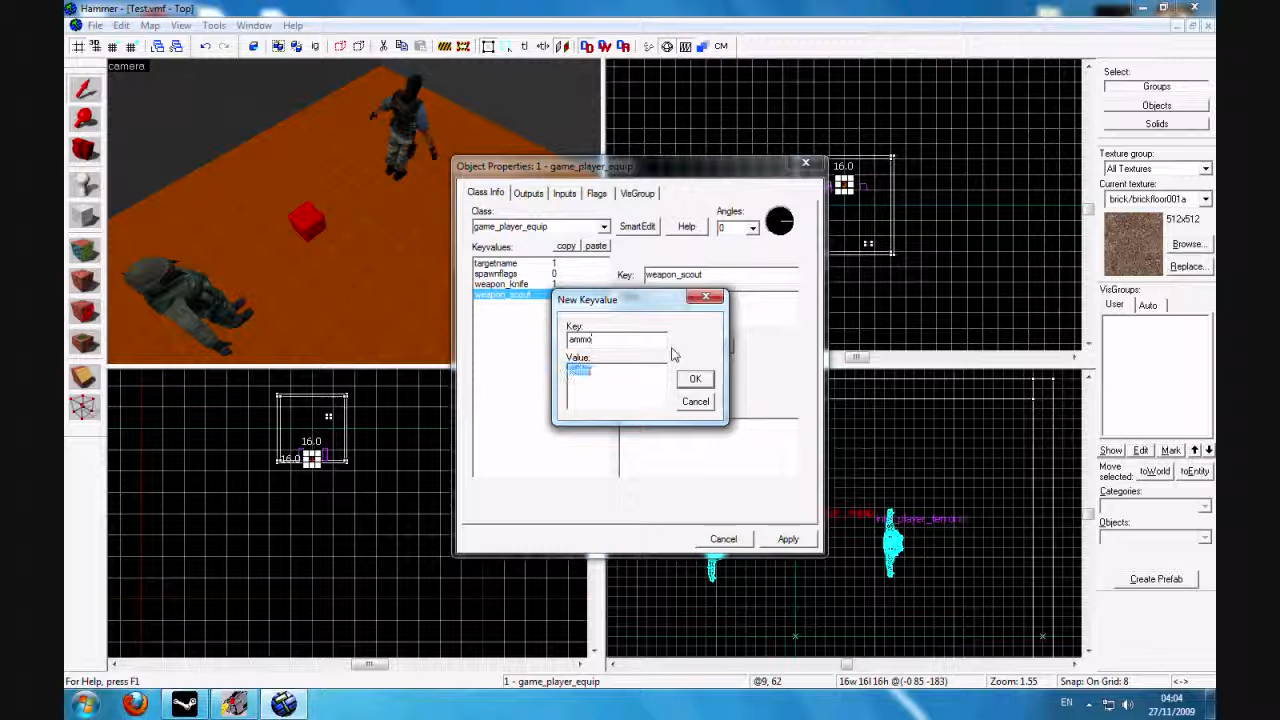 Hammer - [Test.vmf - Top]
File Edit Map View Tools Window Help
CM
camera
Select:
Groups
Objects
Solids
Texture group:
All Textures
Current texture:
brick/brickfloor001a
512x512
Browse...
Replace...
VisGroups:
User Auto
Show Edit Mark
Move selected:
toWorld toEntity
Categories:
Objects:
Create Prefab
16.0
16.0
16.0
Object Properties: 1 - game_player_equip
Class Info Outputs Inputs Flags VisGroup
Class:
game_player_equip
SmartEdit
Help
Angles:
0
Keyvalues:
copy paste
targetname 1
spawnflags 0
weapon_knife 1
weapon_scout
Key: weapon_scout
New Keyvalue
Key:
ammo
Value:
OK
Cancel
Cancel
Apply
For Help, press F1
1 - game_player_equip
@9, 62
16w 16l 16h @(-0 85 -183)
Zoom: 1.55
Snap: On Grid: 8
<->
EN
04:04
27/11/2009